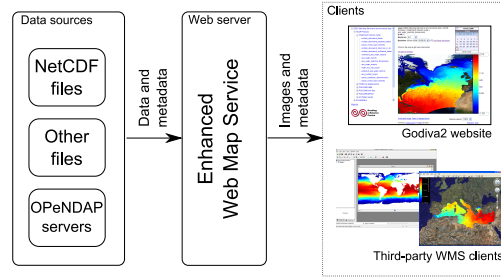 Data sources
NetCDF
files
Other
files
OPeNDAP
servers
Data and
metadata
Web server
Enhanced
Web Map Service
Images and
metadata
Clients
Godiva2 website
Third-party WMS clients